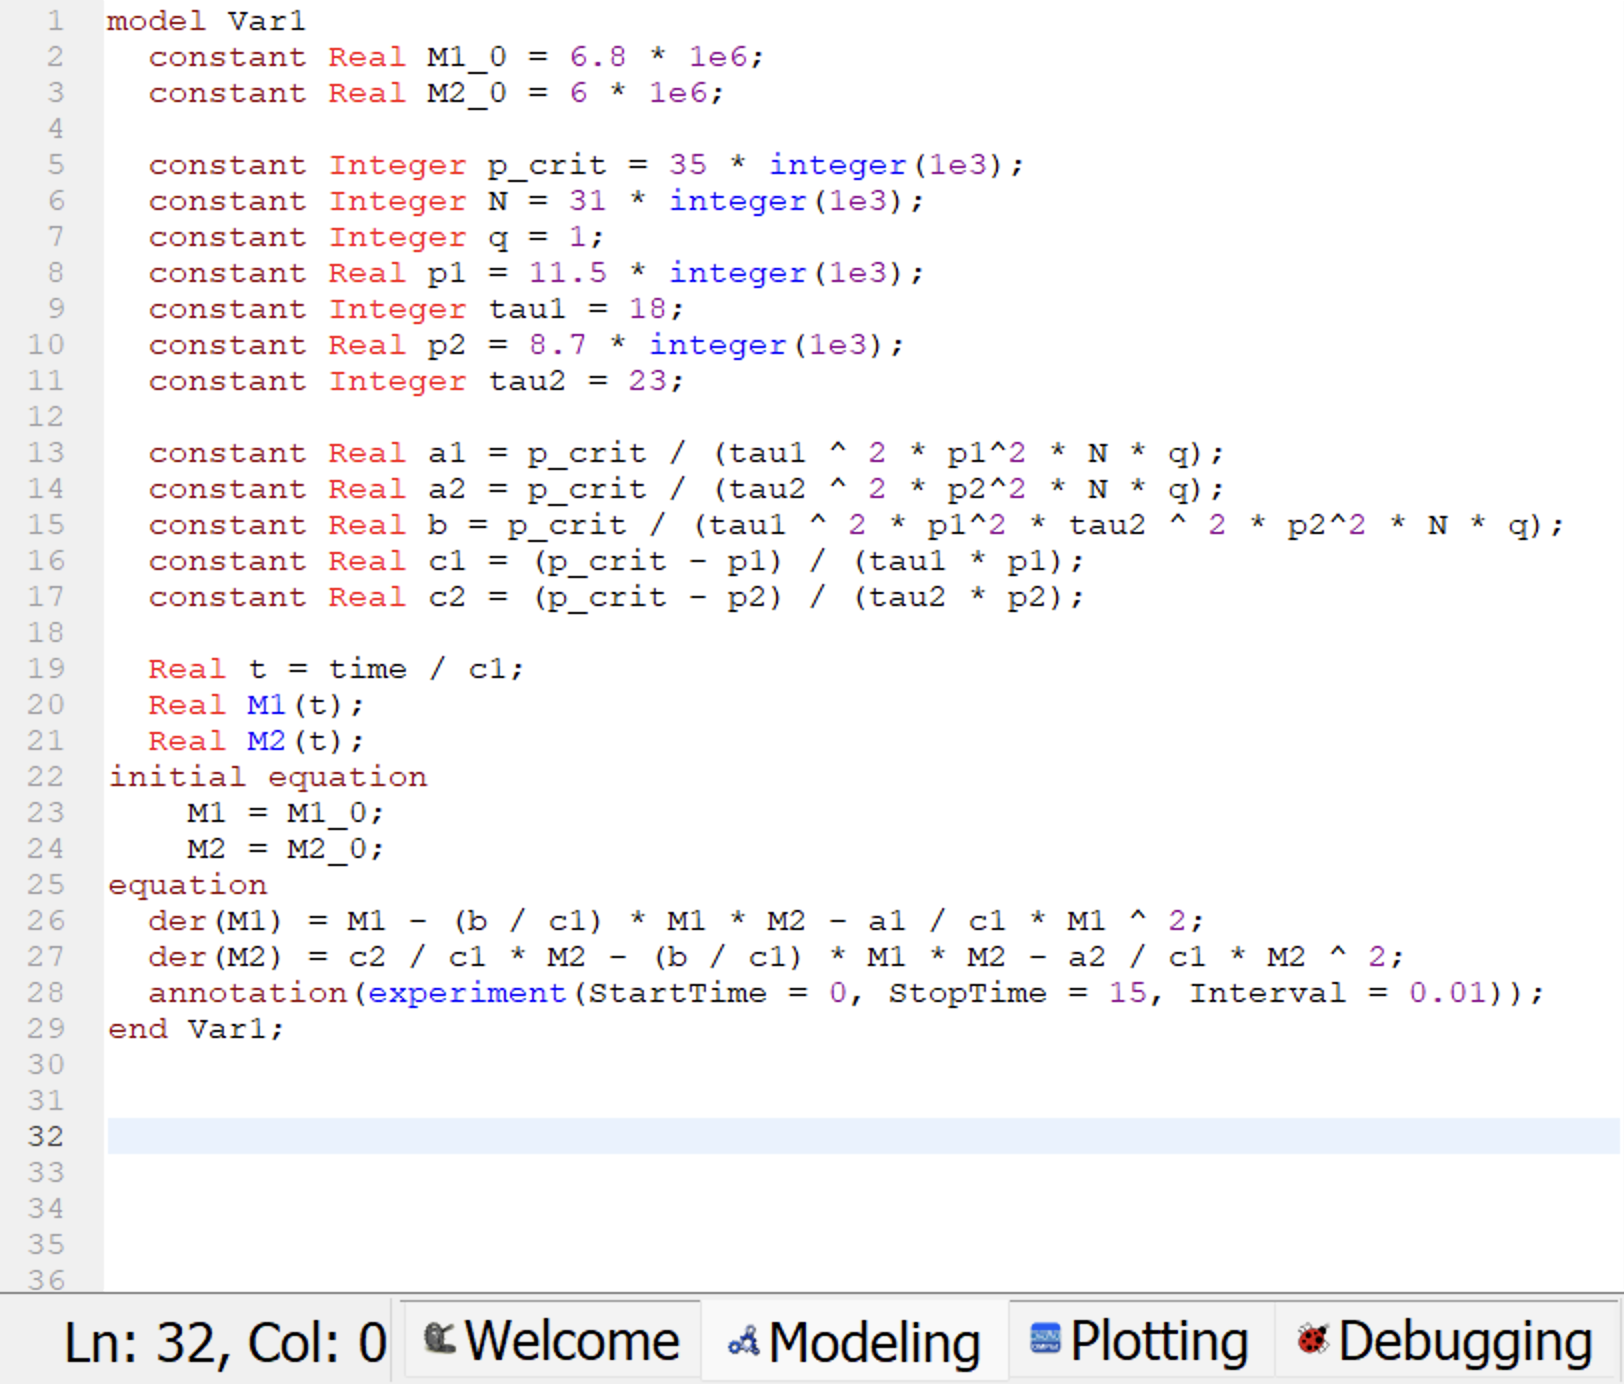 1 model Var1
2 constant Real M1_0 = 6.8 * 1e6;
3 constant Real M2_0 = 6 * 1e6;
4
5 constant Integer p_crit = 35 * integer(1e3);
6 constant Integer N = 31 * integer(1e3);
7 constant Integer q = 1;
8 constant Real p1 = 11.5 * integer(1e3);
9 constant Integer tau1 = 18;
10 constant Real p2 = 8.7 * integer(1e3);
11 constant Integer tau2 = 23;
12
13 constant Real a1 = p_crit / (tau1 ^ 2 * p1^2 * N * q);
14 constant Real a2 = p_crit / (tau2 ^ 2 * p2^2 * N * q);
15 constant Real b = p_crit / (tau1 ^ 2 * p1^2 * tau2 ^ 2 * p2^2 * N * q);
16 constant Real c1 = (p_crit - p1) / (tau1 * p1);
17 constant Real c2 = (p_crit - p2) / (tau2 * p2);
18
19 Real t = time / c1;
20 Real M1(t);
21 Real M2(t);
22 initial equation
23 M1 = M1_0;
24 M2 = M2_0;
25 equation
26 der(M1) = M1 - (b / c1) * M1 * M2 - a1 / c1 * M1 ^ 2;
27 der(M2) = c2 / c1 * M2 - (b / c1) * M1 * M2 - a2 / c1 * M2 ^ 2;
28 annotation(experiment(StartTime = 0, StopTime = 15, Interval = 0.01));
29 end Var1;
30
31
32
33
34
35
36
Ln: 32, Col: 0 Welcome Modeling Plotting Debugging